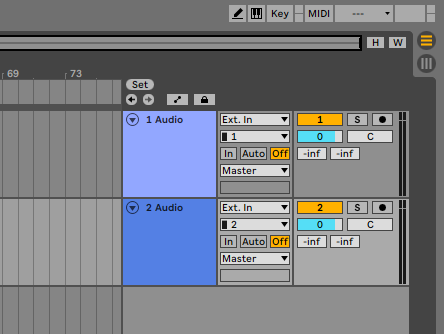 Key MIDI ---
H W
69 73
Set
1 Audio Ext. In 1 S
1 0 C
In Auto Off -inf -inf
Master
2 Audio Ext. In 2 S
2 0 C
In Auto Off -inf -inf
Master